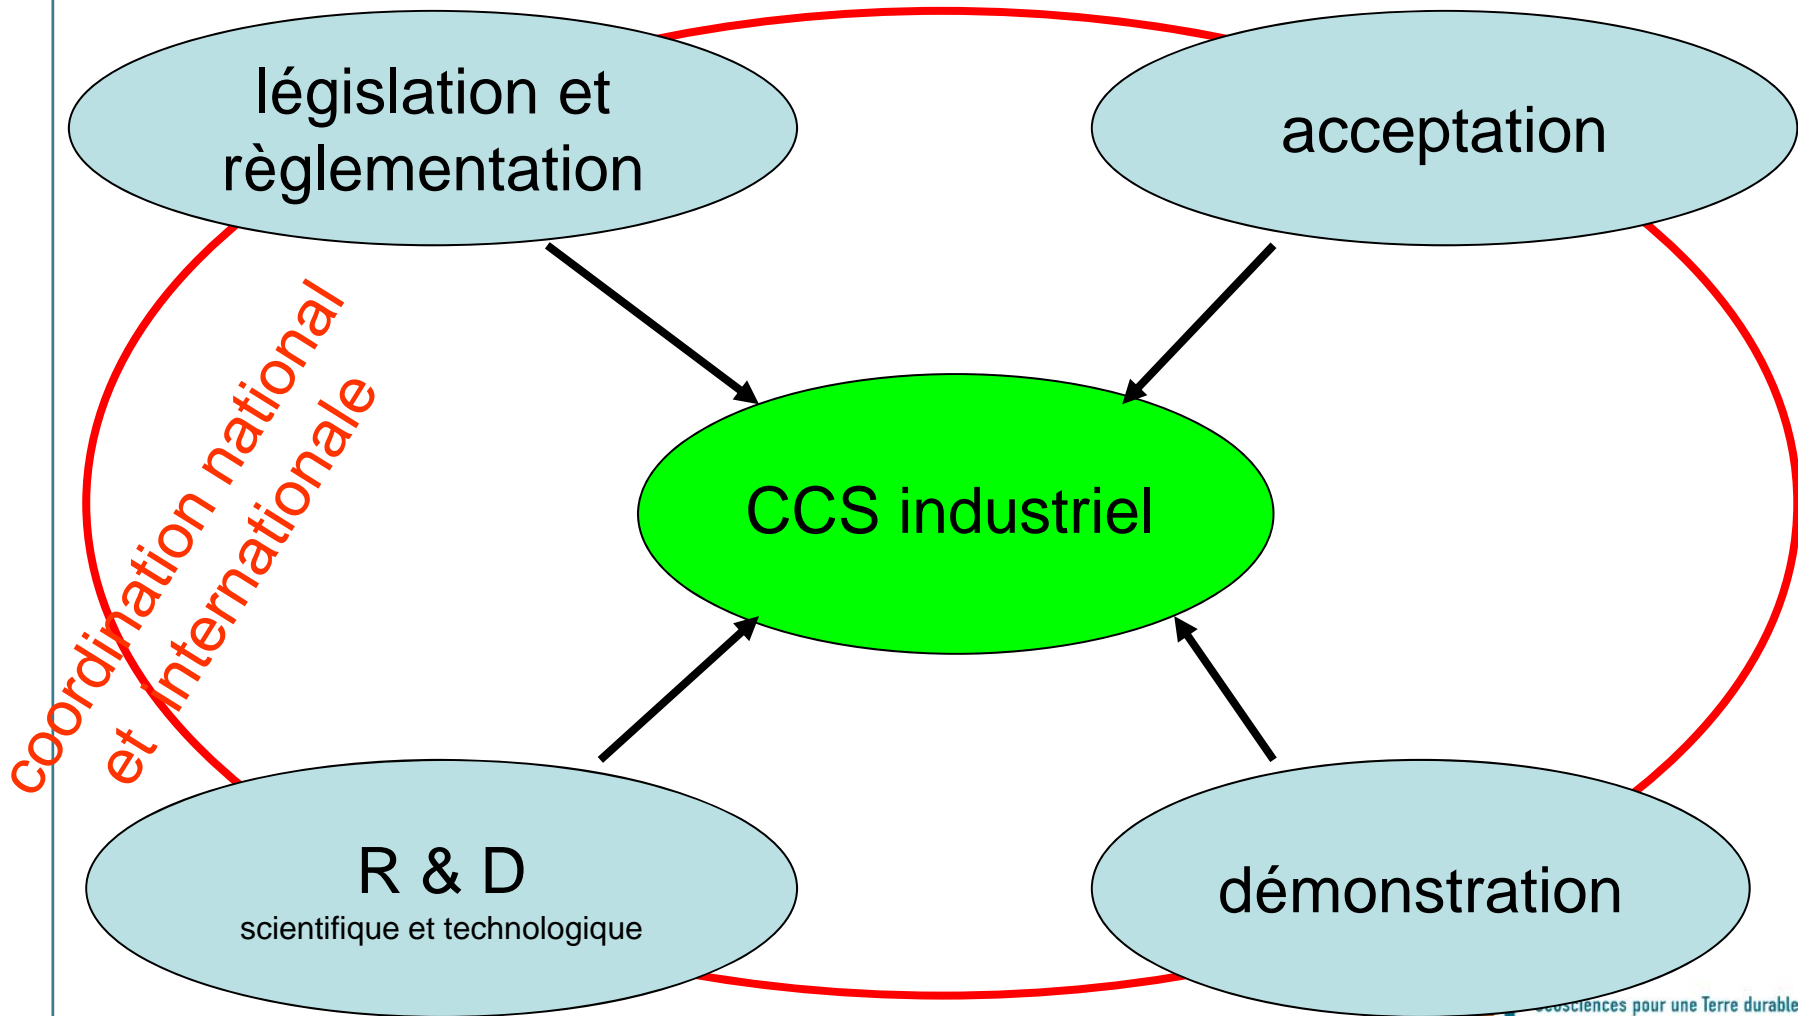 législation et
règlementation
acceptation
coordination national
et internationale
CCS industriel
R & D
scientifique et technologique
démonstration
pour une Terre durable